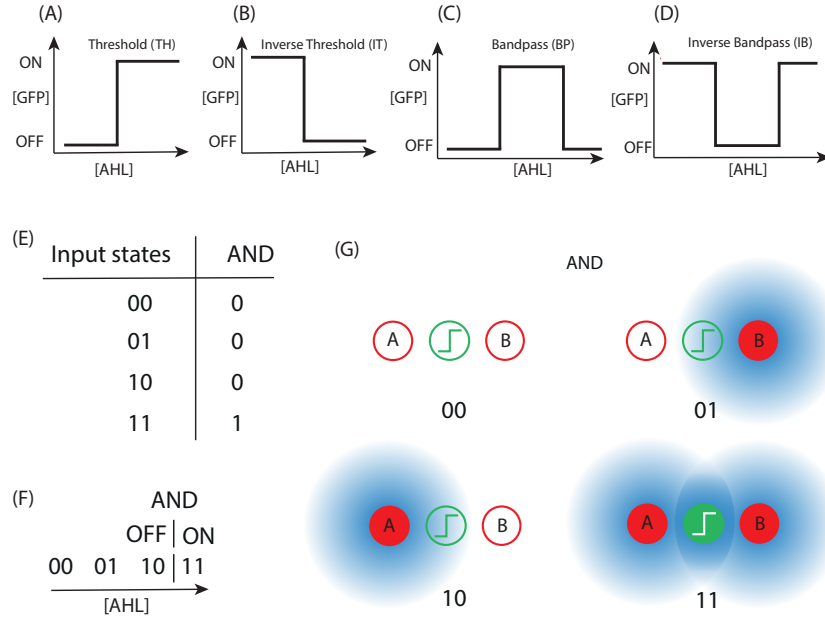 (A)
Threshold (TH)
ON
[GFP]
OFF
[AHL]
(B)
Inverse Threshold (IT)
ON
[GFP]
OFF
[AHL]
(C)
Bandpass (BP)
ON
[GFP]
OFF
[AHL]
(D)
Inverse Bandpass (IB)
ON
[GFP]
OFF
[AHL]
(E)
Input states AND
00 0
01 0
10 0
11 1
(F)
AND
OFF ON
00 01 10 11
[AHL]
(G)
AND
A B
00
A B
01
A B
10
A B
11